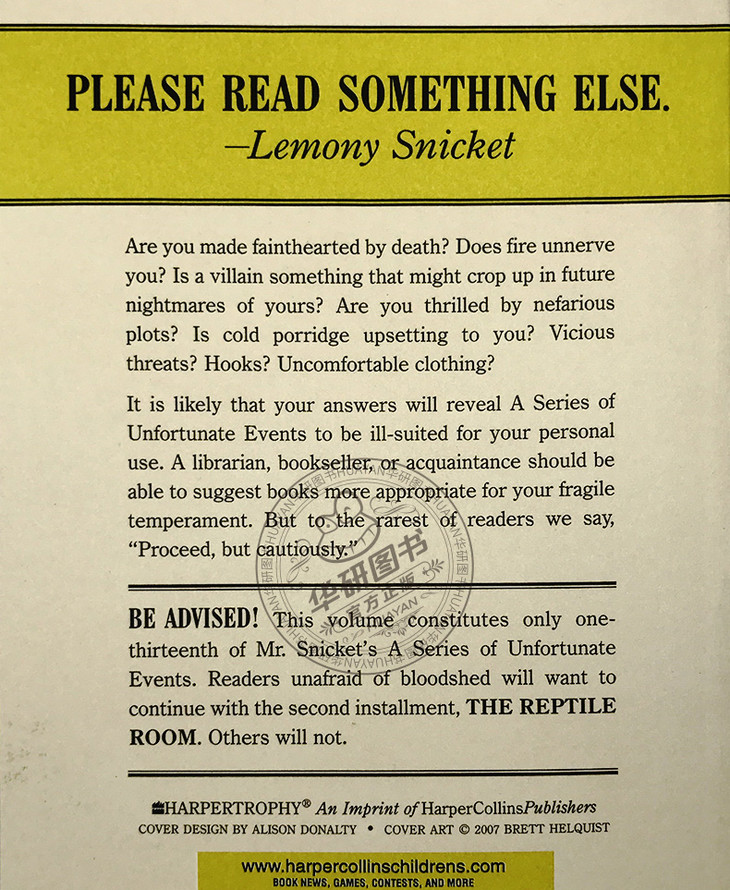 PLEASE READ SOMETHING ELSE.
—Lemony Snicket
Are you made fainthearted by death? Does fire unnerve
you? Is a villain something that might crop up in future
nightmares of yours? Are you thrilled by nefarious
plots? Is cold porridge upsetting to you? Vicious
threats? Hooks? Uncomfortable clothing?
It is likely that your answers will reveal A Series of
Unfortunate Events to be ill-suited for your personal
use. A librarian, bookseller, or acquaintance should be
able to suggest books more appropriate for your fragile
temperament. But to the rarest of readers we say,
“Proceed, but cautiously.”
华研图书
官方正版
HUAYAN
BE ADVISED! This volume constitutes only one-
thirteenth of Mr. Snicket’s A Series of Unfortunate
Events. Readers unafraid of bloodshed will want to
continue with the second installment, THE REPTILE
ROOM. Others will not.
HARPERTROPHY® An Imprint of HarperCollinsPublishers
COVER DESIGN BY ALISON DONALTY • COVER ART © 2007 BRETT HELQUIST
www.harpercollinschildrens.com
BOOK NEWS, GAMES, CONTESTS, AND MORE